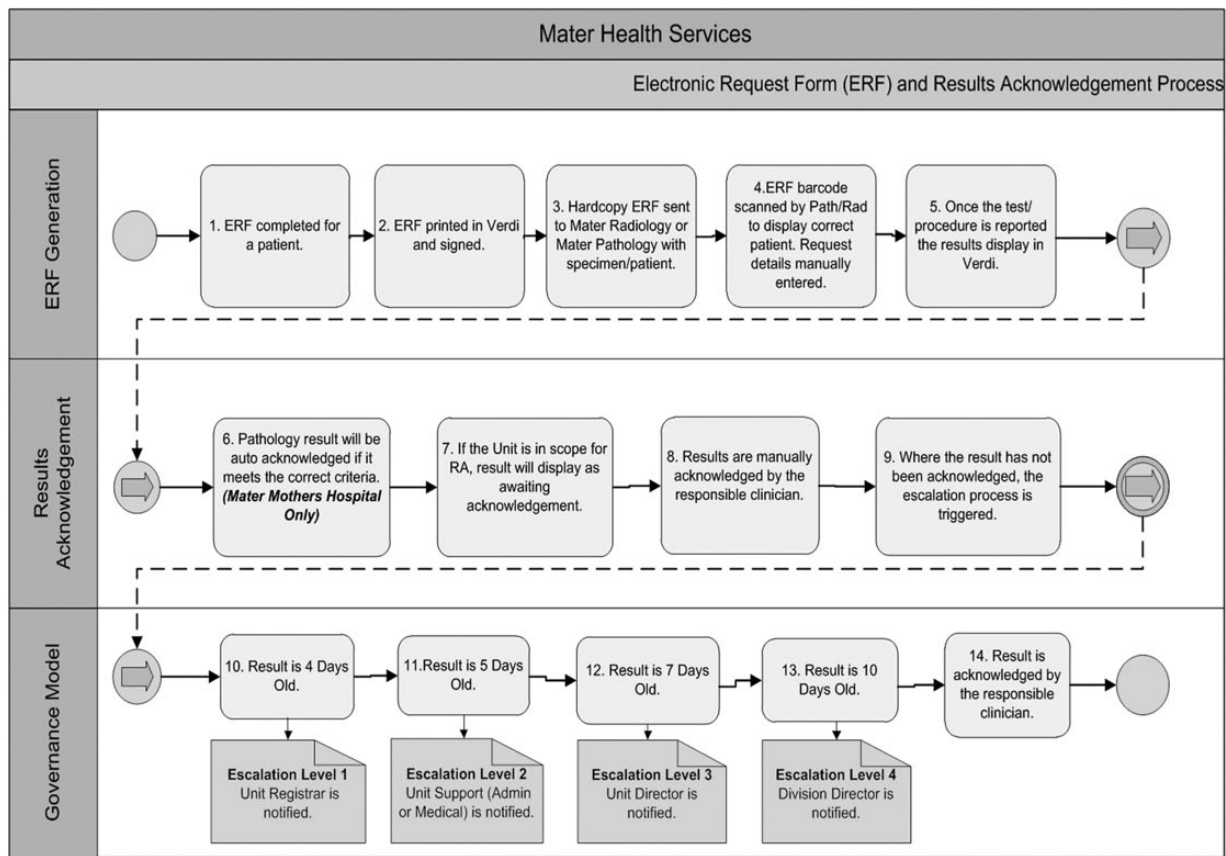 Mater Health Services
Electronic Request Form (ERF) and Results Acknowledgement Process
ERF Generation
1. ERF completed for
a patient.
2. ERF printed in Verdi
and signed.
3. Hardcopy ERF sent
to Mater Radiology or
Mater Pathology with
specimen/patient.
4.ERF barcode
scanned by Path/Rad
to display correct
patient. Request
details manually
entered.
5. Once the test/
procedure is reported
the results display in
Verdi.
Results
Acknowledgement
6. Pathology result will be
auto acknowledged if it
meets the correct criteria.
(Mater Mothers Hospital
Only)
7. If the Unit is in scope for
RA, result will display as
awaiting
acknowledgement.
8. Results are manually
acknowledged by the
responsible clinician.
9. Where the result has not
been acknowledged, the
escalation process is
triggered.
Governance Model
10. Result is 4 Days
Old.
11.Result is 5 Days
Old.
12. Result is 7 Days
Old.
13. Result is 10
Days Old.
14. Result is
acknowledged by
the responsible
clinician.
Escalation Level 1
Unit Registrar is
notified.
Escalation Level 2
Unit Support (Admin
or Medical) is notified.
Escalation Level 3
Unit Director is
notified.
Escalation Level 4
Division Director is
notified.